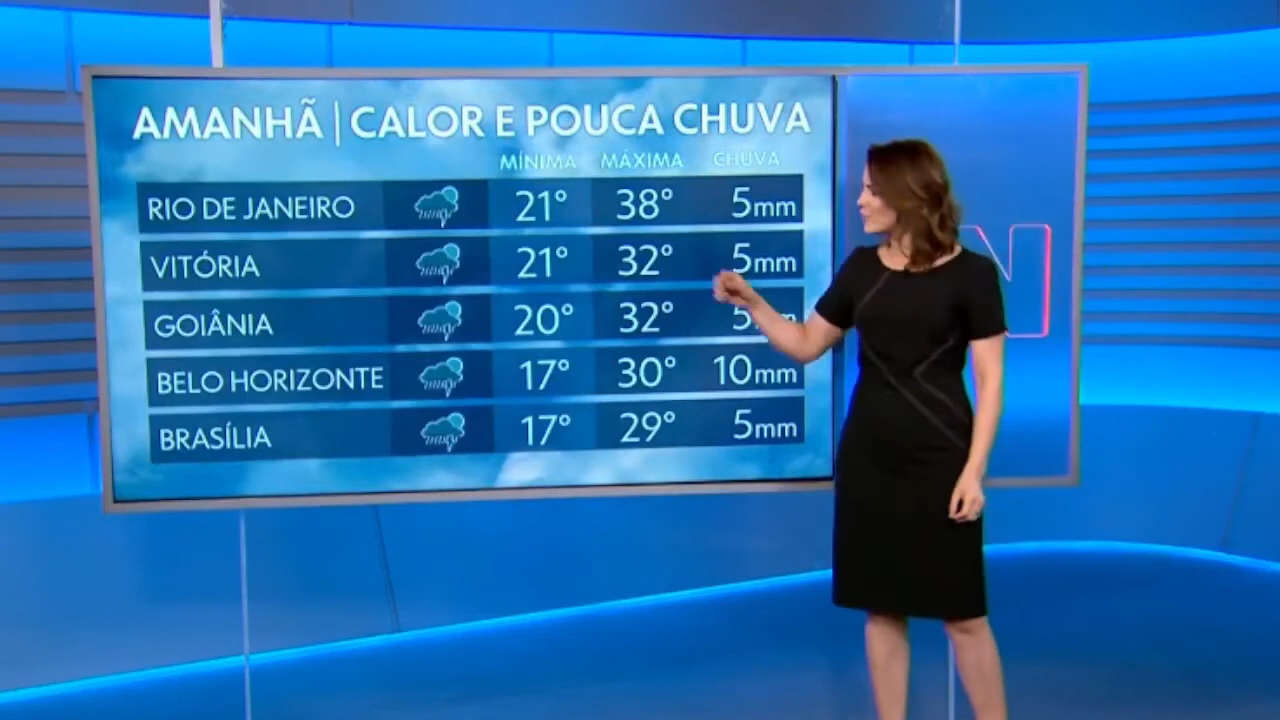 AMANHÃ | CALOR E POUCA CHUVA
MÍNIMA MÁXIMA CHUVA
RIO DE JANEIRO 21° 38° 5mm
VITÓRIA 21° 32° 5mm
GOIÂNIA 20° 32° 5
BELO HORIZONTE 17° 30° 10mm
BRASÍLIA 17° 29° 5mm
N